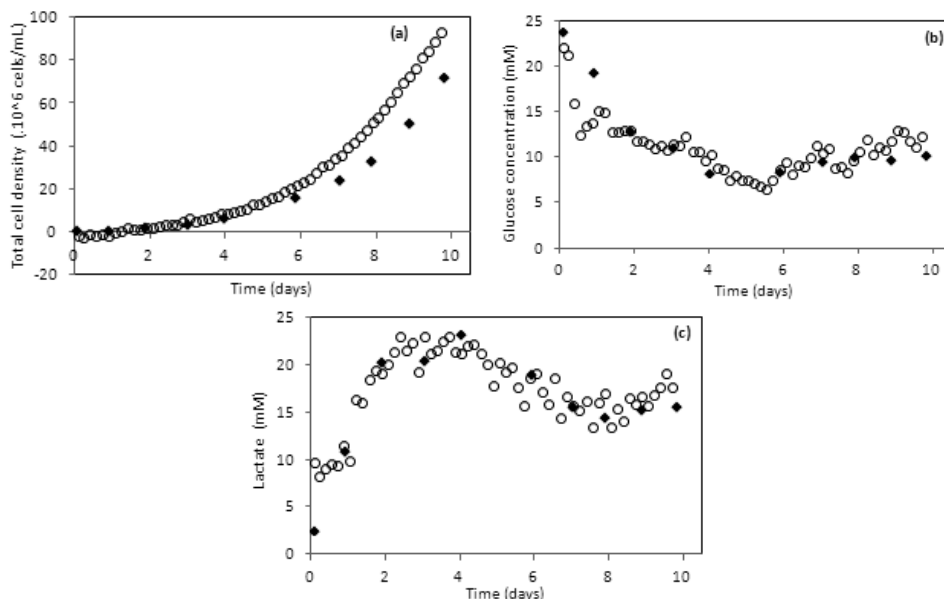 (a)
Total cell density (.10^6 cells/mL)
100
80
60
40
20
0
-20
0 2 4 6 8 10
Time (days)
(b)
Glucose concentration (mM)
25
20
15
10
5
0
0 2 4 6 8 10
Time (days)
(c)
Lactate (mM)
25
20
15
10
5
0
0 2 4 6 8 10
Time (days)